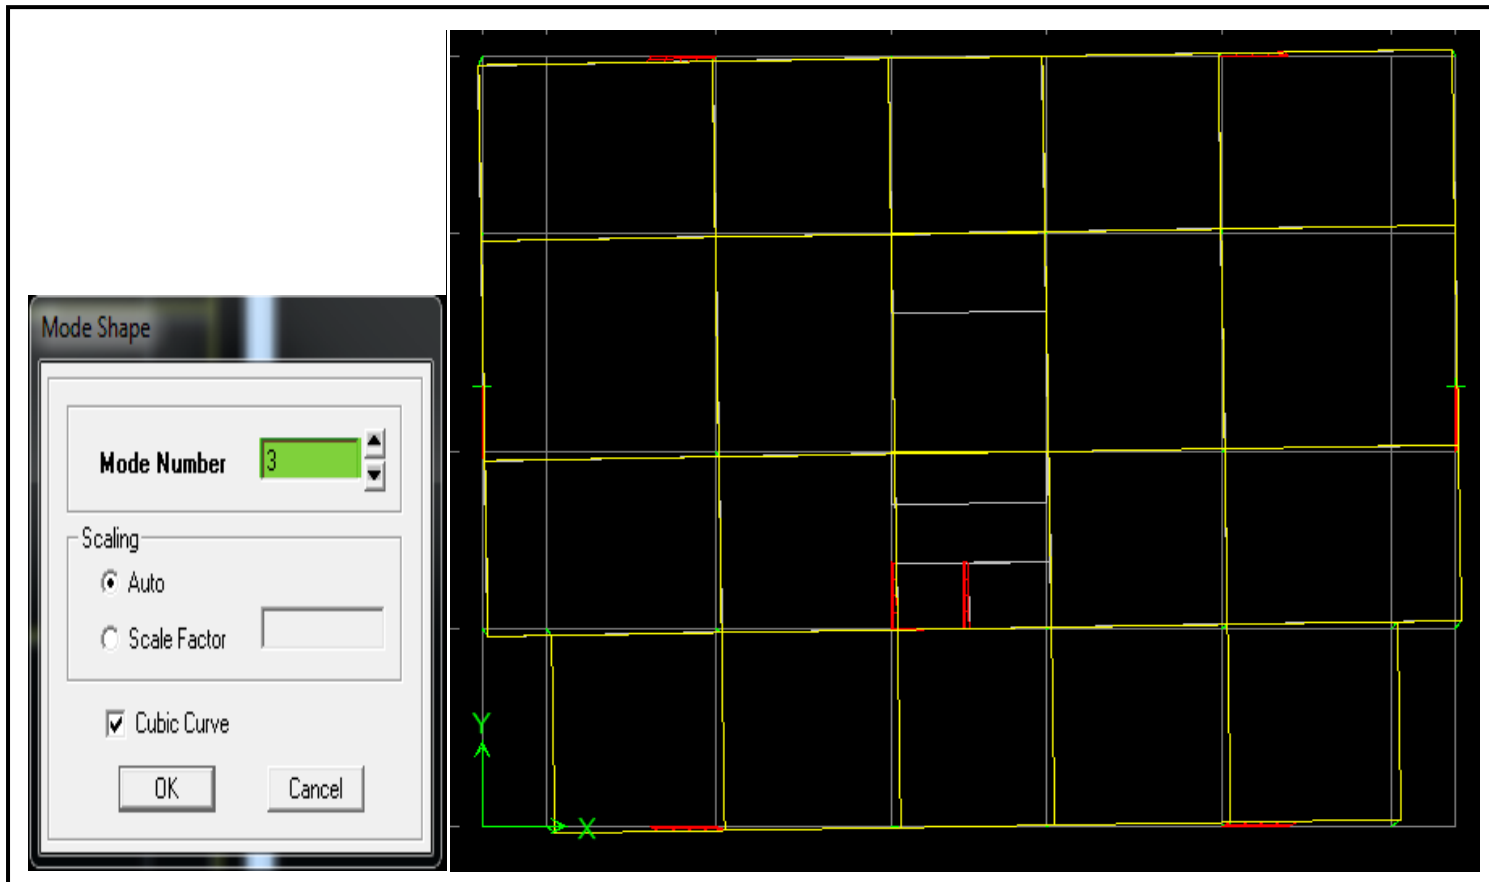 Mode Shape
Mode Number 3
Scaling
Auto
Scale Factor
Cubic Curve
OK Cancel
Y
X